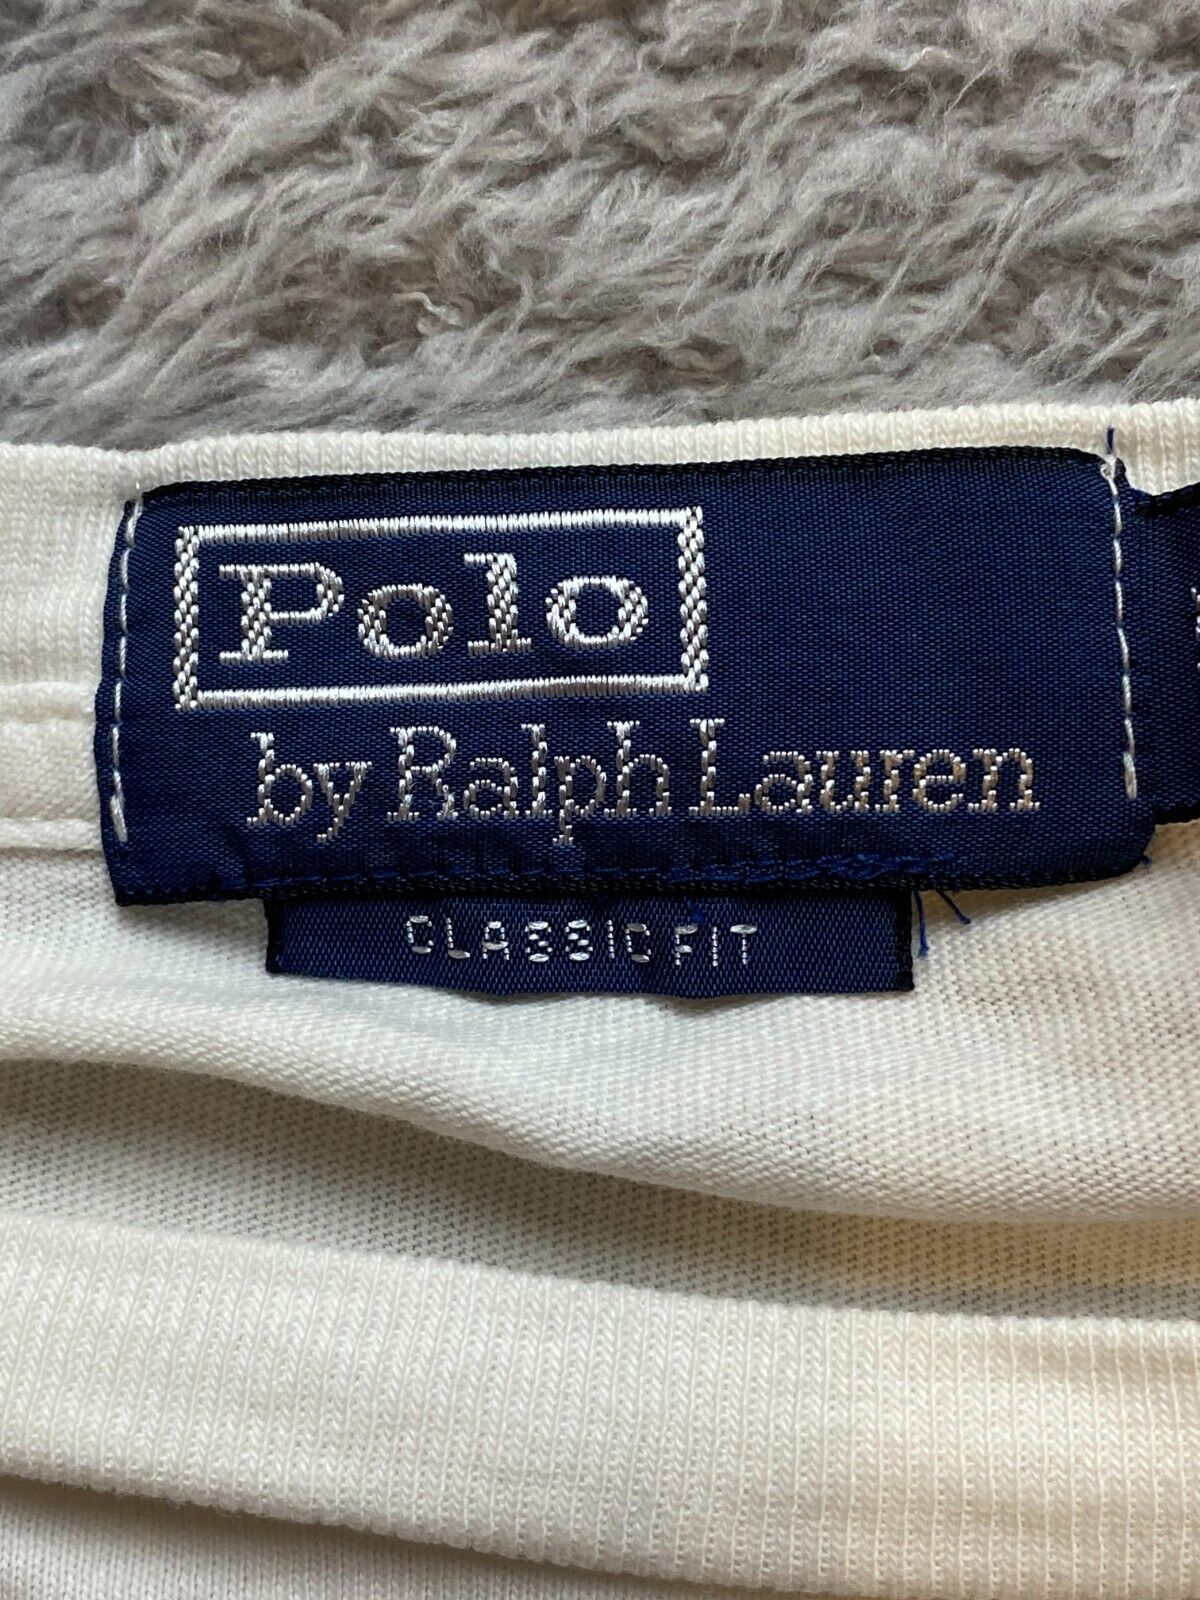 Polo
by Ralph Lauren
CLASSIC FIT